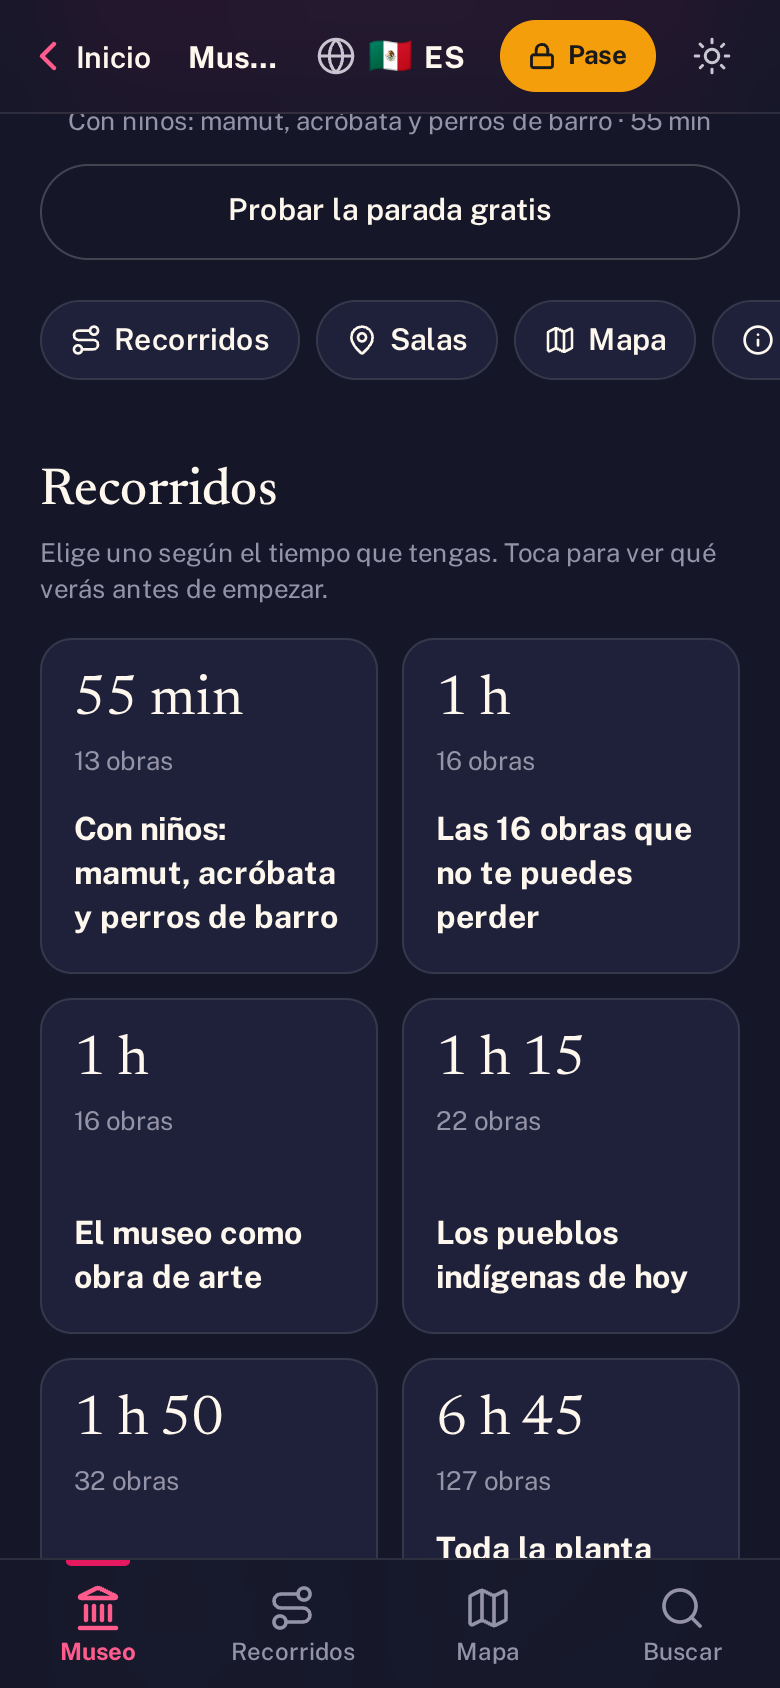 Inicio Mus... ES Pase
Con niños: mamut, acróbata y perros de barro · 55 min
Probar la parada gratis
Recorridos Salas Mapa
Recorridos
Elige uno según el tiempo que tengas. Toca para ver qué
verás antes de empezar.
55 min
13 obras
Con niños:
mamut, acróbata
y perros de barro
1 h
16 obras
Las 16 obras que
no te puedes
perder
1 h
16 obras
El museo como
obra de arte
1 h 15
22 obras
Los pueblos
indígenas de hoy
1 h 50
32 obras
6 h 45
127 obras
Toda la planta
Museo Recorridos Mapa Buscar